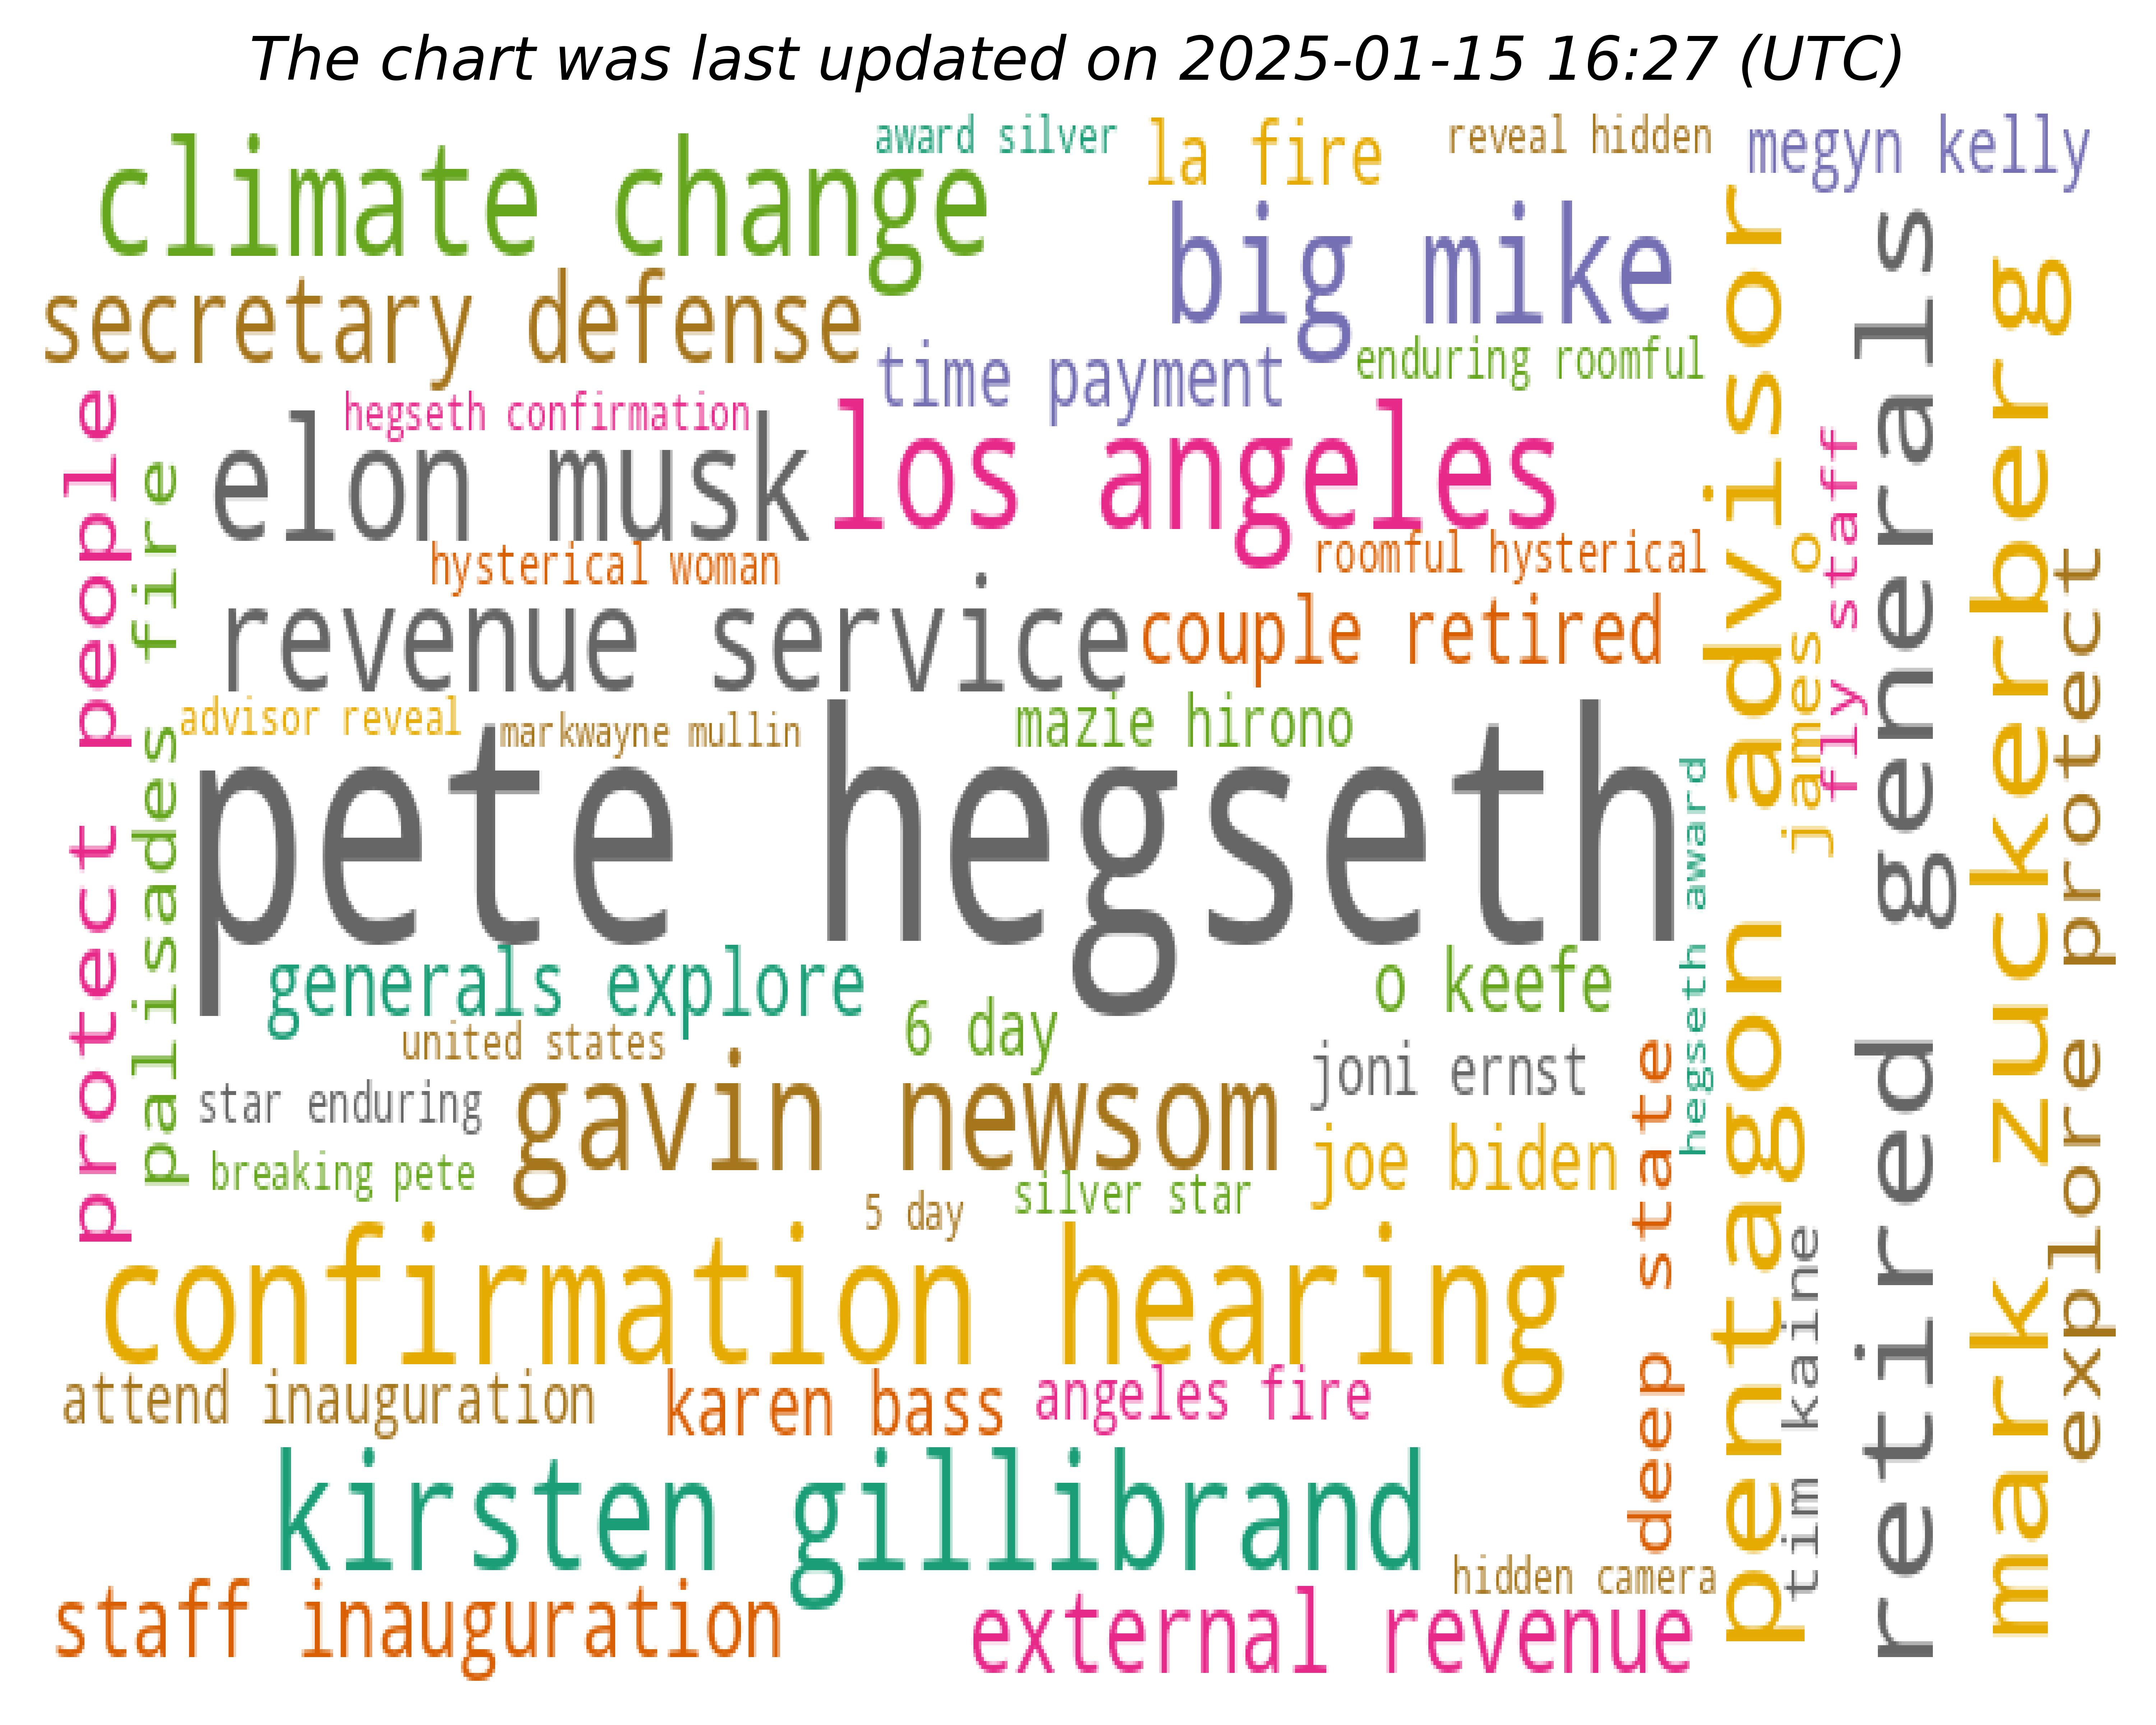 The chart was last updated on 2025-01-15 16:27 (UTC)
climate change
award silver
la fire
reveal hidden
megyn kelly
big mike
secretary defense
time payment
enduring roomful
hegseth confirmation
elon musk
los angeles
hysterical woman
roomful hysterical
revenue service
couple retired
advisor reveal
markwayne mullin
mazie hirono
pete hegseth
generals explore
o keefe
6 day
united states
joni ernst
star enduring
gavin newsom
joe biden
breaking pete
5 day
silver star
confirmation hearing
attend inauguration
karen bass
angeles fire
kirsten gillibrand
hidden camera
staff inauguration
external revenue
protect people
palisades fire
deep state
hegseth award
pentagon advisor
james o
tim kaine
fly staff
retired generals
mark zuckerberg
explore protect